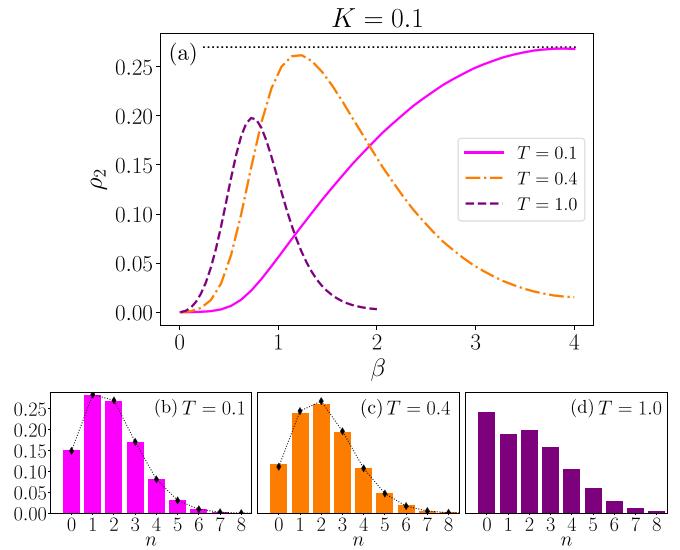 K = 0.1
(a)
0.25
0.20
0.15
0.10
0.05
0.00
ρ₂
T = 0.1
T = 0.4
T = 1.0
0 1 2 3 4
β
(b) T = 0.1
(c) T = 0.4
(d) T = 1.0
0.25
0.20
0.15
0.10
0.05
0.00
0 1 2 3 4 5 6 7 8
0 1 2 3 4 5 6 7 8
0 1 2 3 4 5 6 7 8
n
n
n